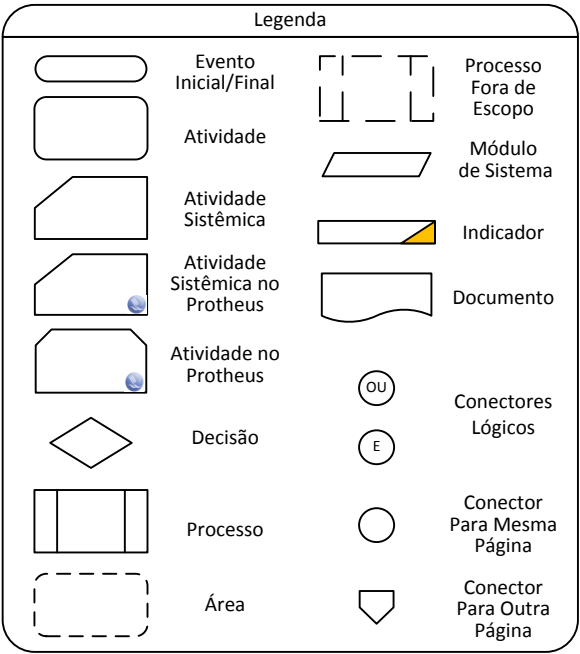 Legenda
Evento
Inicial/Final
Atividade
Atividade
Sistêmica
Atividade
Sistêmica no
Protheus
Atividade no
Protheus
Decisão
Processo
Área
Processo
Fora de
Escopo
Módulo
de Sistema
Indicador
Documento
OU
E
Conectores
Lógicos
Conector
Para Mesma
Página
Conector
Para Outra
Página